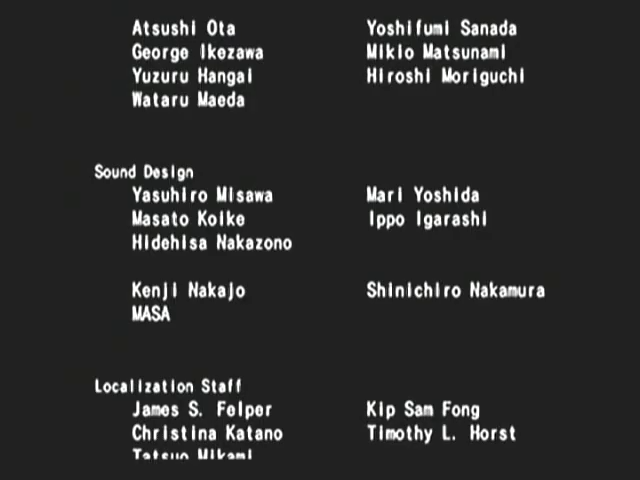 Atsushi Ota Yoshifumi Sanada
George Ikezawa Mikio Matsunami
Yuzuru Hangai Hiroshi Moriguchi
Wataru Maeda
Sound Design
Yasuhiro Misawa Mari Yoshida
Masato Koike Ippo Igarashi
Hidehisa Nakazono
Kenji Nakajo Shinichiro Nakamura
MASA
Localization Staff
James S. Felper Kip Sam Fong
Christina Katano Timothy L. Horst
Tatsuo Mikami